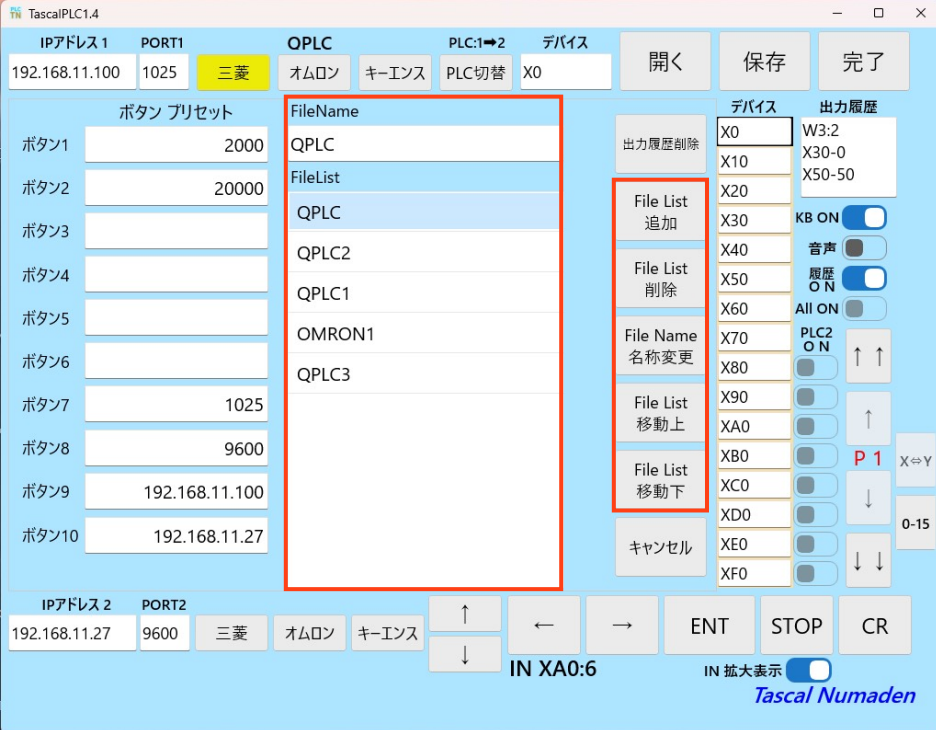 TascalPLC1.4
IPアドレス 1
PORT1
QPLC
PLC:1➡2
デバイス
192.168.11.100
1025
三菱
オムロン
キーエンス
PLC切替
X0
開く
保存
完了
ボタン プリセット
ボタン1
2000
ボタン2
20000
ボタン3
ボタン4
ボタン5
ボタン6
ボタン7
1025
ボタン8
9600
ボタン9
192.168.11.100
ボタン10
192.168.11.27
FileName
QPLC
FileList
QPLC
QPLC2
QPLC1
OMRON1
QPLC3
出力履歴削除
File List
追加
File List
削除
File Name
名称変更
File List
移動上
File List
移動下
キャンセル
デバイス
X0
X10
X20
X30
X40
X50
X60
X70
X80
X90
XA0
XB0
XC0
XD0
XE0
XF0
出力履歴
W3:2
X30-0
X50-50
KB ON
音声
履歴
ON
All ON
PLC2
ON
↑ ↑
↑
P 1
↓
↓ ↓
X⇔Y
0-15
IPアドレス 2
PORT2
192.168.11.27
9600
三菱
オムロン
キーエンス
↑
↓
←
→
ENT
STOP
CR
IN XA0:6
IN 拡大表示
Tascal Numaden